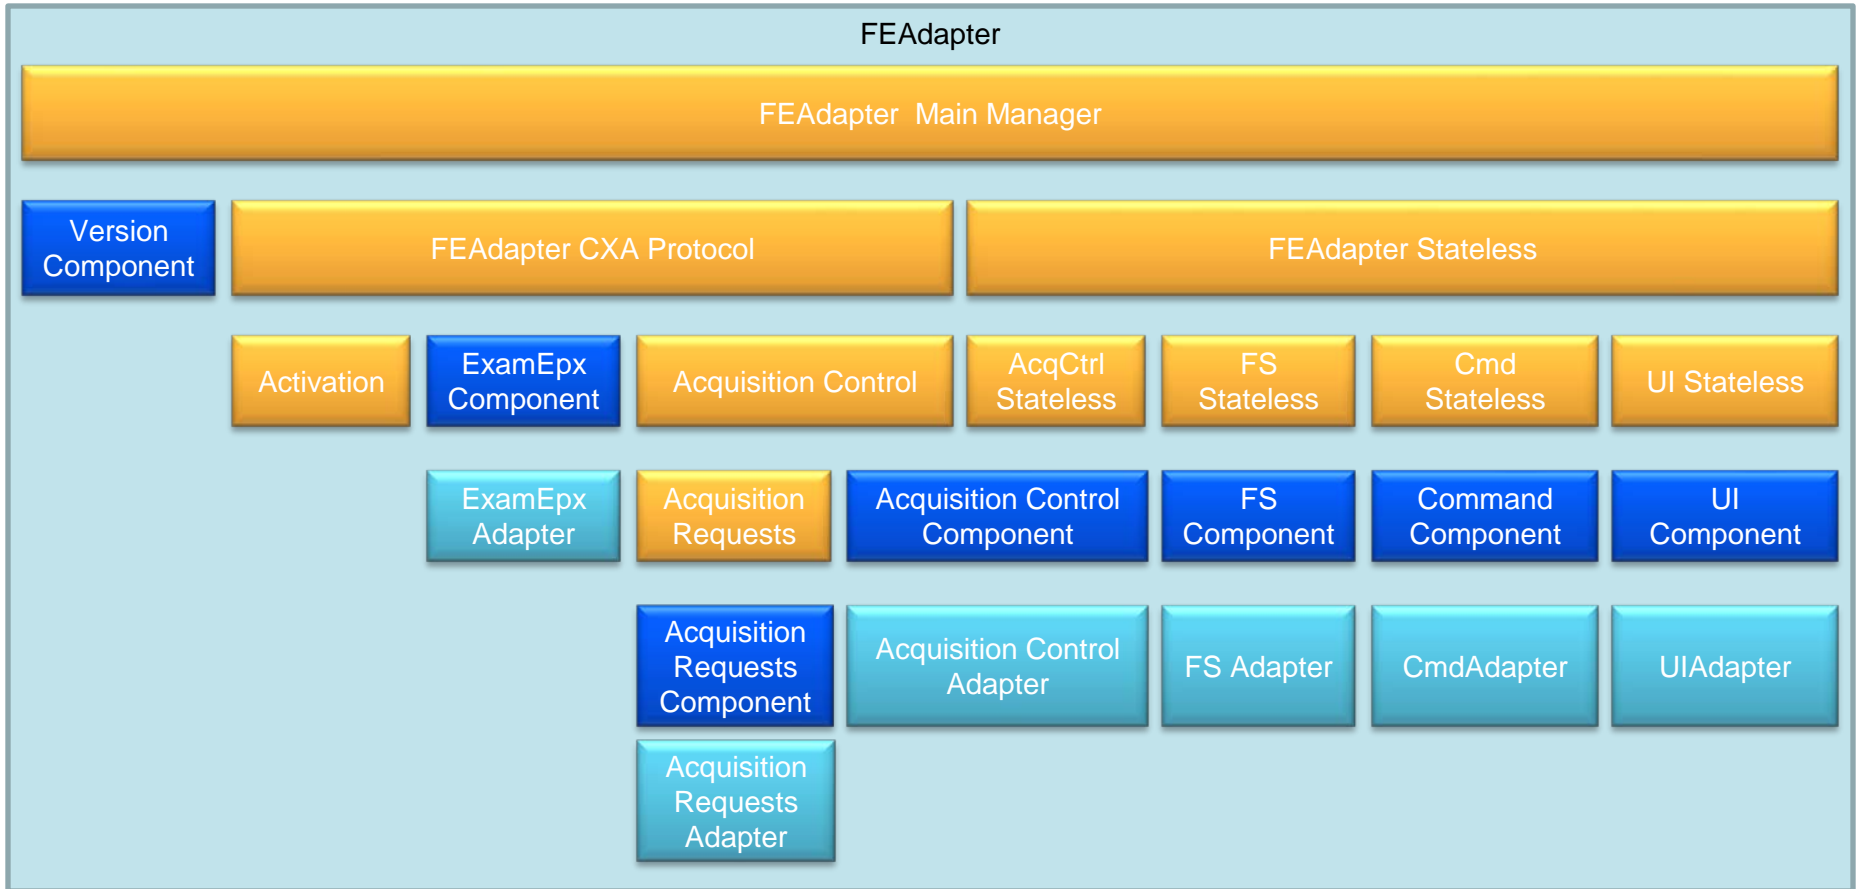 FEAdapter
FEAdapter  Main Manager
Version
Component
FEAdapter CXA Protocol
FEAdapter Stateless
Activation
ExamEpx
Component
Acquisition Control
AcqCtrl
Stateless
FS
Stateless
Cmd
Stateless
UI Stateless
ExamEpx
Adapter
Acquisition
Requests
Acquisition Control
Component
FS
Component
Command
Component
UI
Component
Acquisition
Requests
Component
Acquisition Control
Adapter
FS Adapter
CmdAdapter
UIAdapter
Acquisition
Requests
Adapter